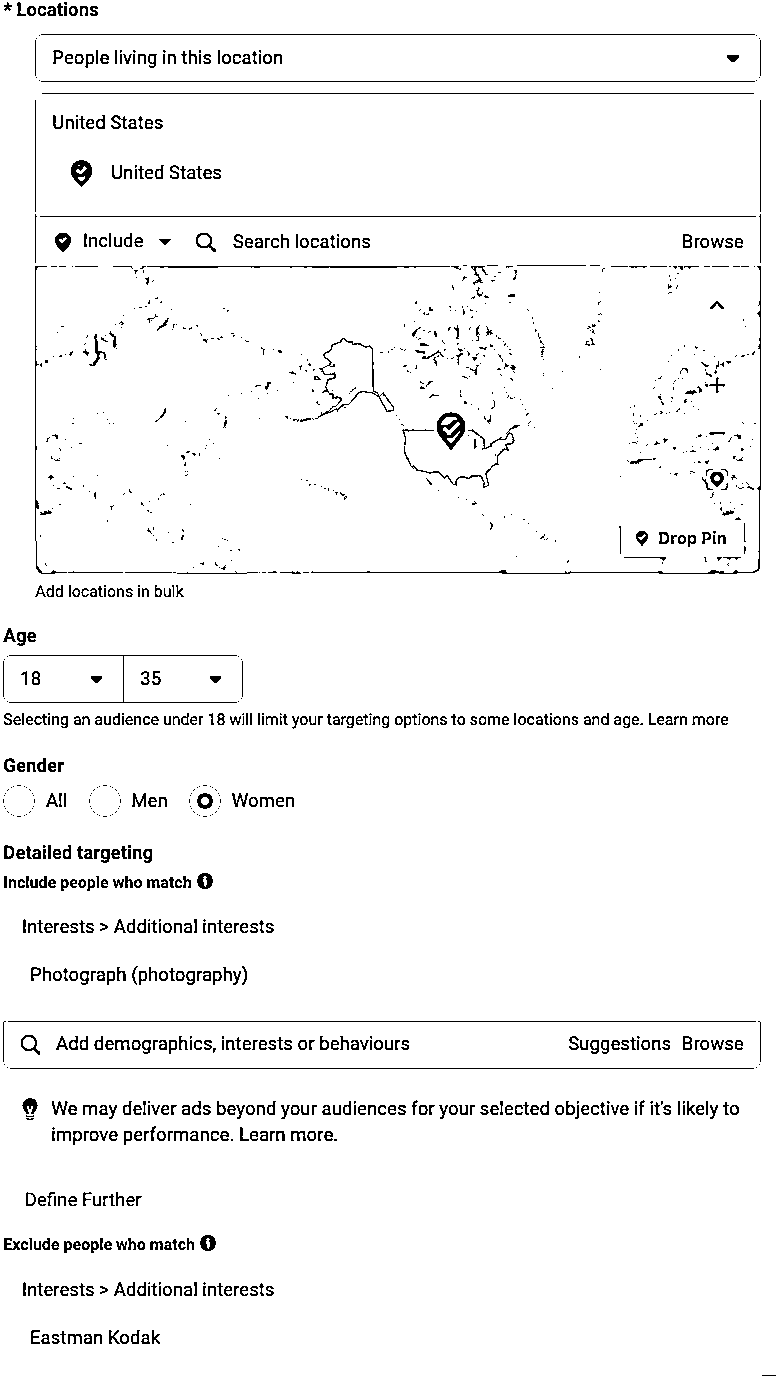 * Locations
People living in this location
United States
United States
Include Search locations Browse
Drop Pin
Add locations in bulk
Age
18 35
Selecting an audience under 18 will limit your targeting options to some locations and age. Learn more
Gender
All Men Women
Detailed targeting
Include people who match
Interests > Additional interests
Photograph (photography)
Add demographics, interests or behaviours Suggestions Browse
We may deliver ads beyond your audiences for your selected objective if it's likely to
improve performance. Learn more.
Define Further
Exclude people who match
Interests > Additional interests
Eastman Kodak